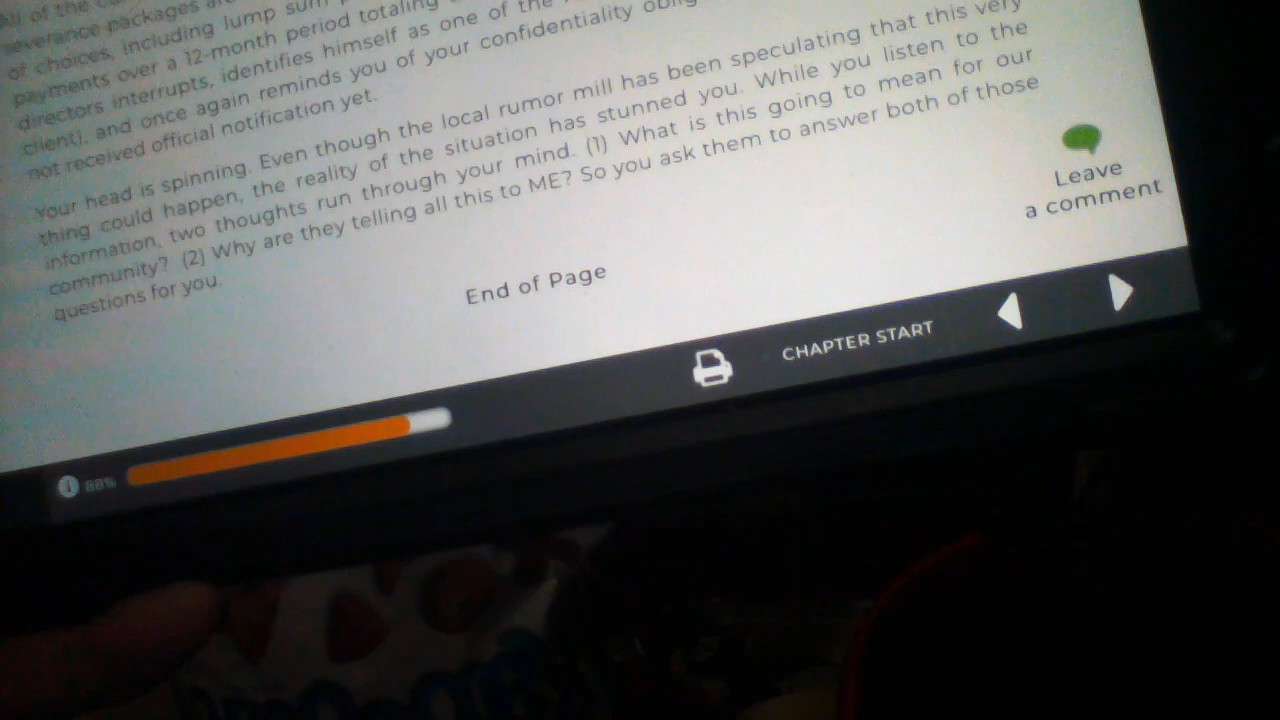 All of the
severance packages
of choices, including lump sum
payments over a 12-month period totaling
directors interrupts, identifies himself as one of the
client), and once again reminds you of your confidentiality
not received official notification yet.
Your head is spinning. Even though the local rumor mill has been speculating that this very
thing could happen, the reality of the situation has stunned you. While you listen to the
information, two thoughts run through your mind. (1) What is this going to mean for our
community? (2) Why are they telling all this to ME? So you ask them to answer both of those
questions for you.
Leave
a comment
End of Page
CHAPTER START
88%